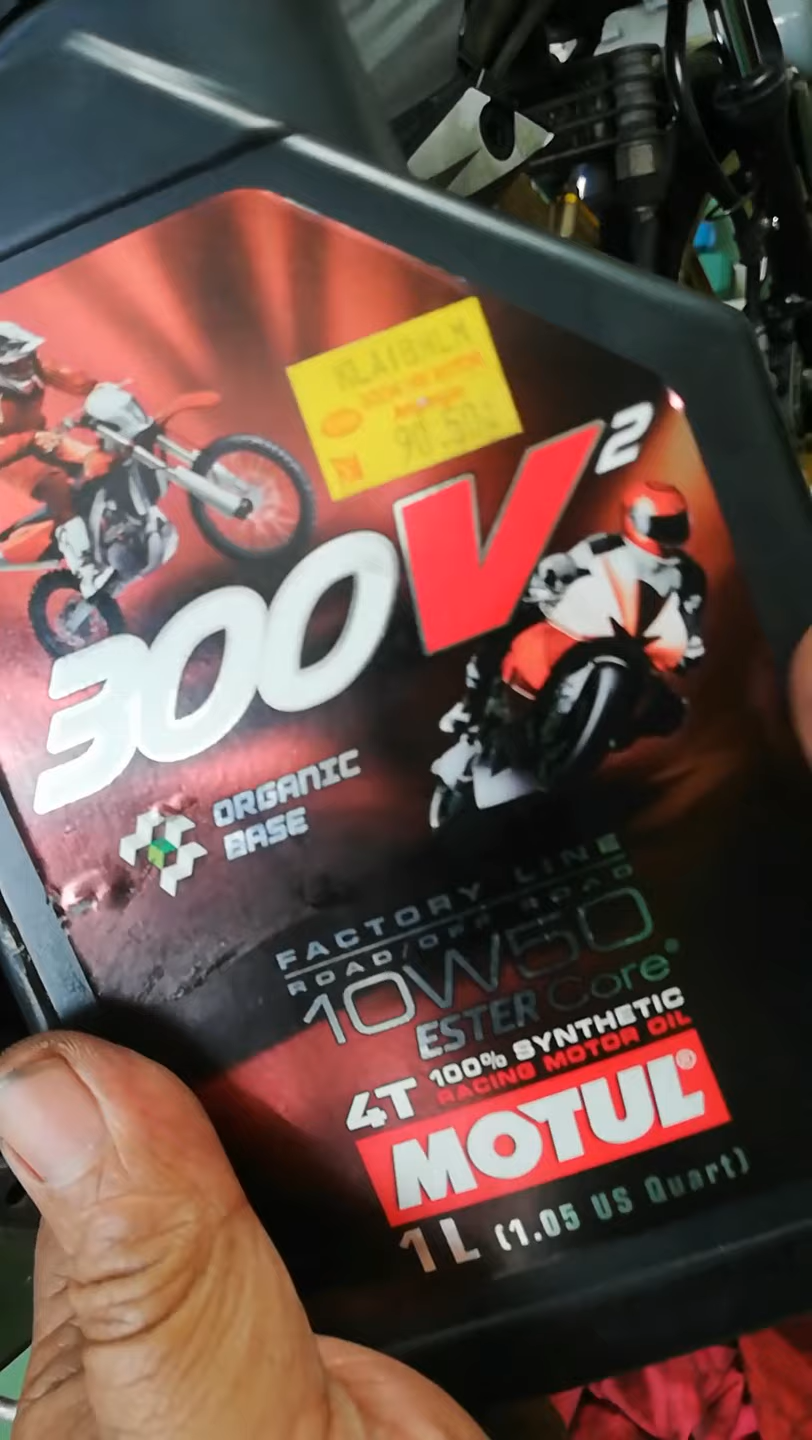 300V²
ORGANIC
BASE
FACTORY LINE
ROAD/OFF ROAD
10W50
ESTER Core®
4T 100% SYNTHETIC
RACING MOTOR OIL
MOTUL®
1L (1.05 US Quart)